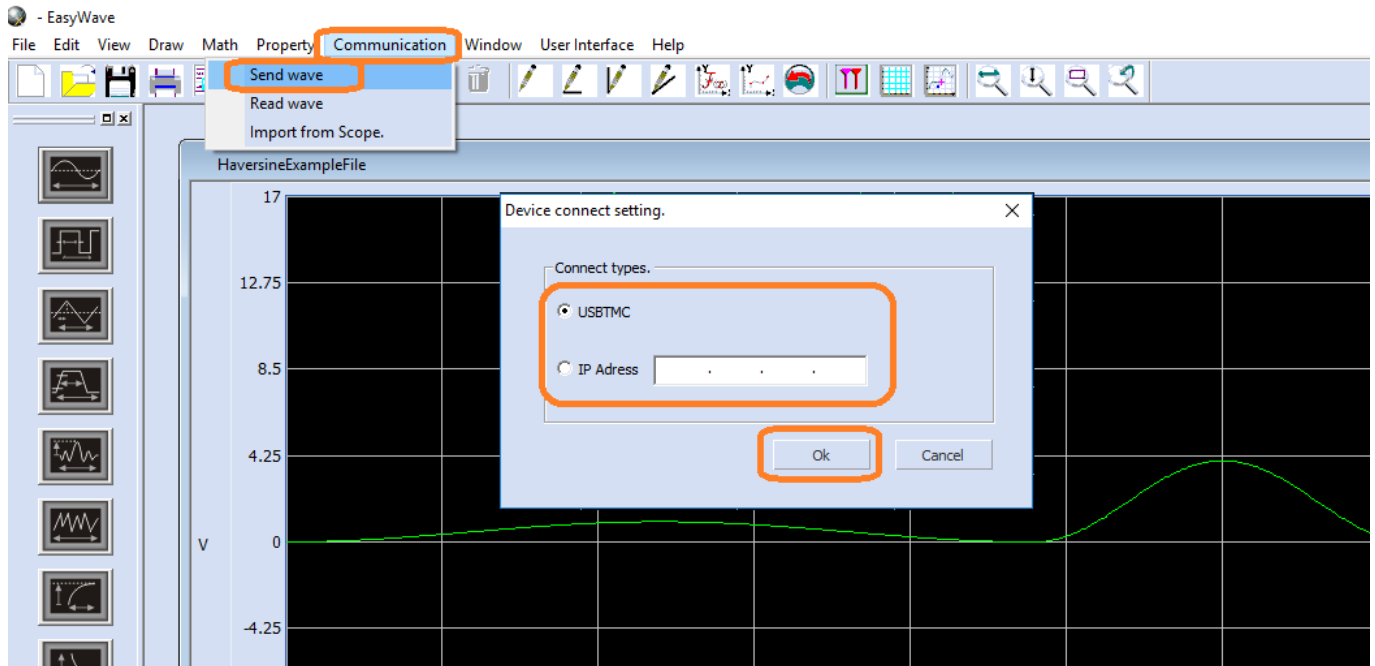 - EasyWave
File Edit View Draw Math Property Communication Window User Interface Help
Send wave
Read wave
Import from Scope.
HaversineExampleFile
17
12.75
8.5
4.25
V 0
-4.25
Device connect setting.
Connect types.
USBTMC
IP Adress . . .
Ok Cancel